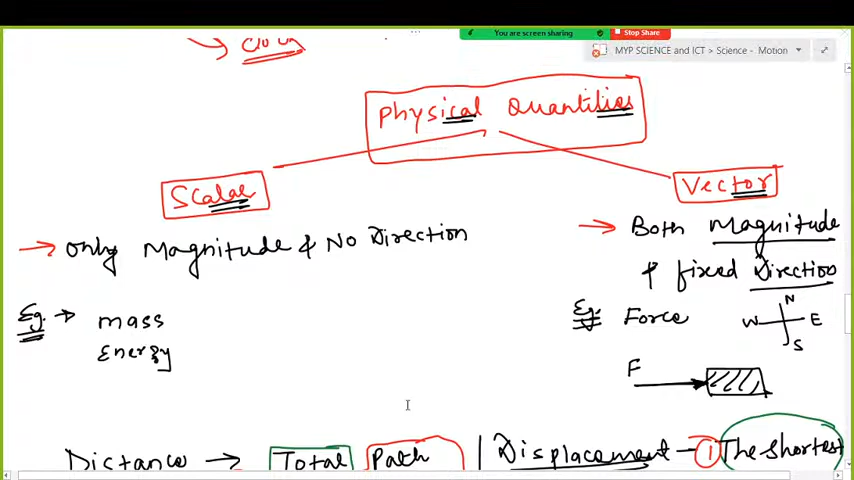 You are screen sharing
Stop Share
MYP SCIENCE and ICT > Science - Motion
Physical Quantities
Scalar
Vector
→ Only Magnitude & No Direction
→ Both Magnitude
& fixed Direction
Eg. → mass
Energy
Eg. Force
N
W E
S
F
Distance → Total Path
Displacement — ① The shortest